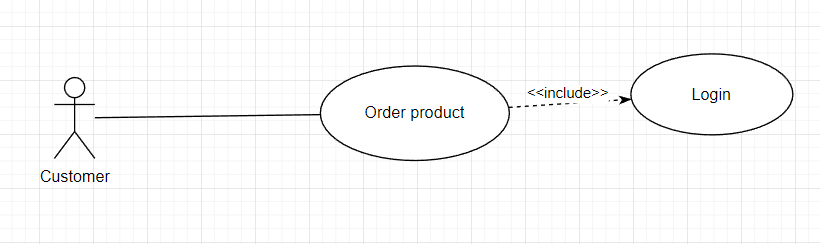 <<include>>
Login
Order product
Customer